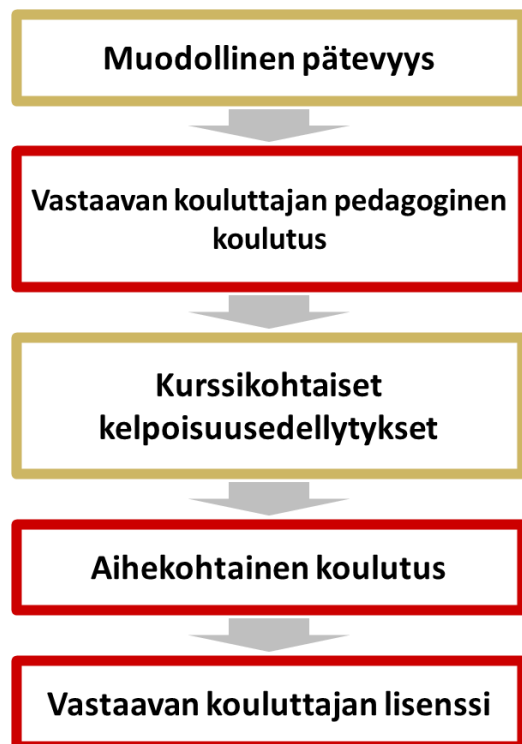 Muodollinen pätevyys
Vastaavan kouluttajan pedagoginen
koulutus
Kurssikohtaiset
kelpoisuusedellytykset
Aihekohtainen koulutus
Vastaavan kouluttajan lisenssi